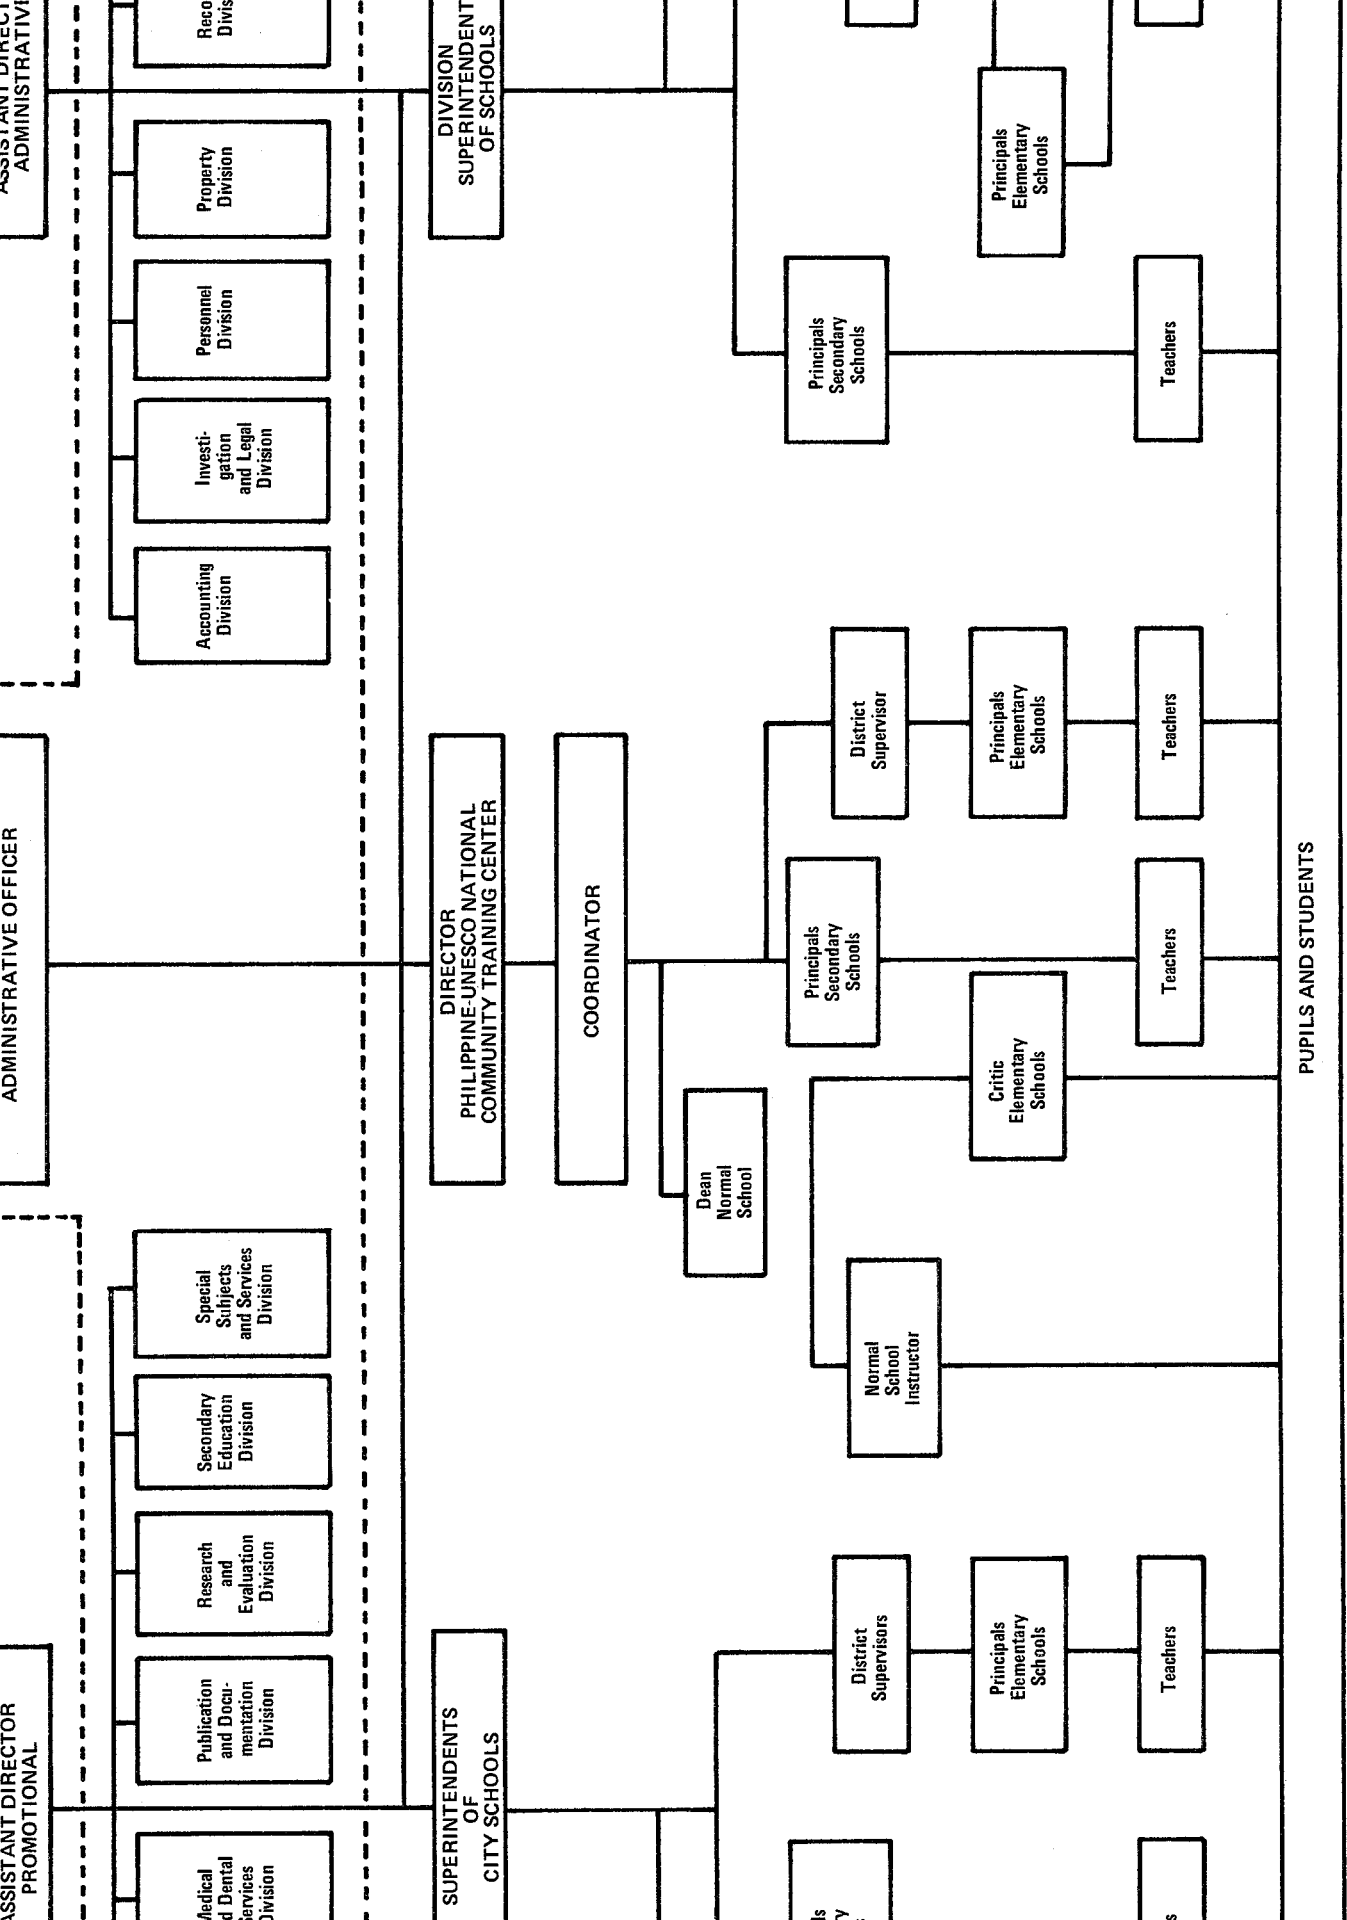 ASSISTANT DIRECTOR
PROMOTIONAL
ADMINISTRATIVE OFFICER
ADMINISTRATIVE
Medical
Dental
Services
Division
Publication
and Docu-
mentation
Division
Research
and
Evaluation
Division
Secondary
Education
Division
Special
Subjects
and Services
Division
Accounting
Division
Investi-
gation
and Legal
Division
Personnel
Division
Property
Division
SUPERINTENDENTS
OF
CITY SCHOOLS
DIRECTOR
PHILIPPINE-UNESCO NATIONAL
COMMUNITY TRAINING CENTER
DIVISION
SUPERINTENDENT
OF SCHOOLS
COORDINATOR
Dean
Normal
School
District
Supervisors
Normal
School
Instructor
Principals
Secondary
Schools
District
Supervisor
Principals
Secondary
Schools
Principals
Elementary
Schools
Critic
Elementary
Schools
Principals
Elementary
Schools
Principals
Elementary
Schools
Teachers
Teachers
Teachers
Teachers
PUPILS AND STUDENTS